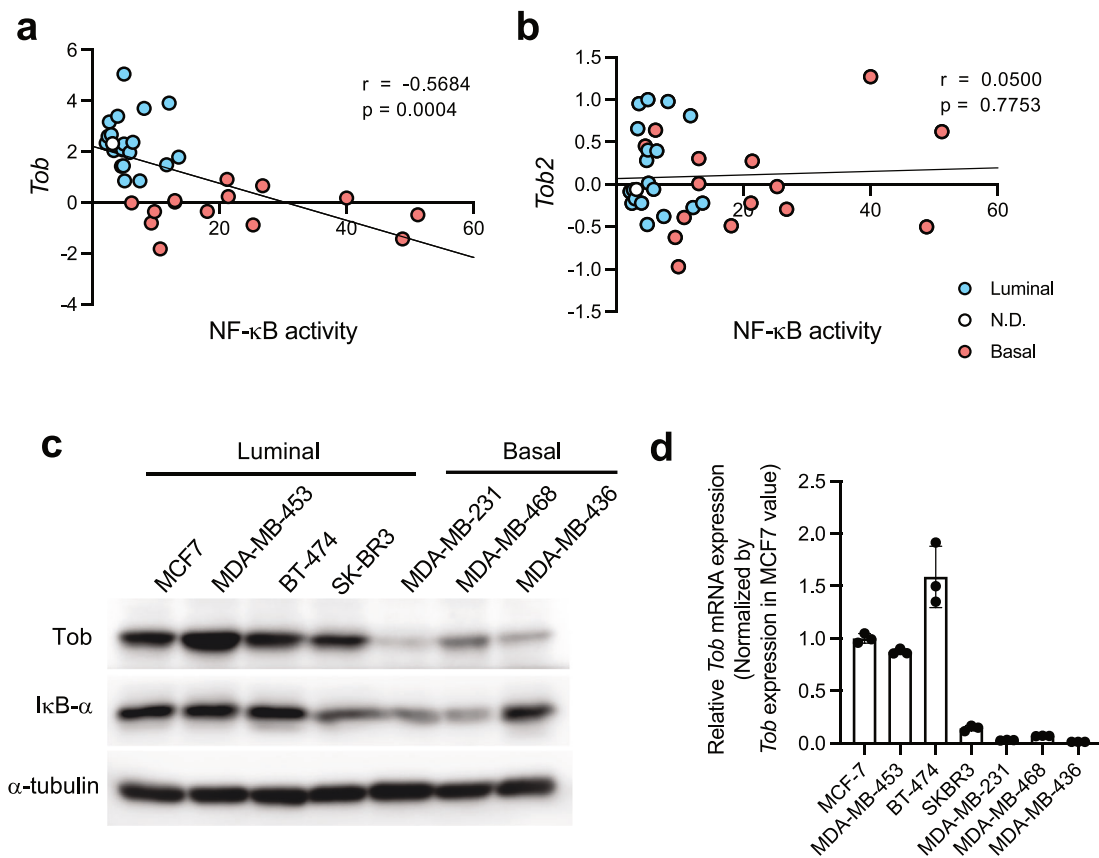 a
6
4
2
0
-2
-4
20
40
60
Tob
r = -0.5684
p = 0.0004
NF-κB activity
b
1.5
1.0
0.5
0.0
-0.5
-1.0
-1.5
20
40
60
Tob2
r = 0.0500
p = 0.7753
NF-κB activity
Luminal
N.D.
Basal
c
Luminal
Basal
MCF7
MDA-MB-453
BT-474
SK-BR3
MDA-MB-231
MDA-MB-468
MDA-MB-436
Tob
IκB-α
α-tubulin
d
Relative Tob mRNA expression
(Normalized by
Tob expression in MCF7 value)
2.5
2.0
1.5
1.0
0.5
0.0
MCF-7
MDA-MB-453
BT-474
SKBR3
MDA-MB-231
MDA-MB-468
MDA-MB-436